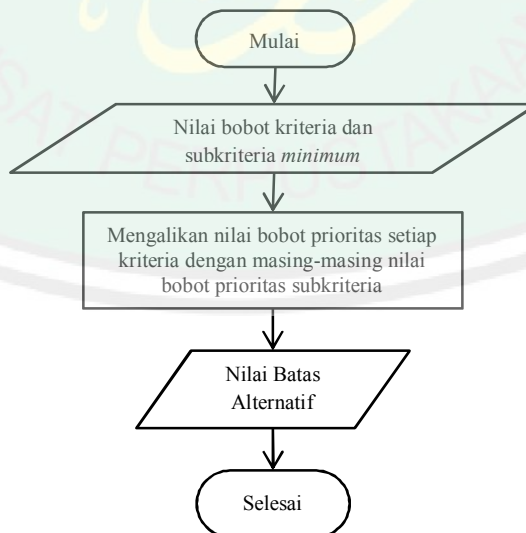 Mulai
Nilai bobot kriteria dan
subkriteria minimum
Mengalikan nilai bobot prioritas setiap
kriteria dengan masing-masing nilai
bobot prioritas subkriteria
Nilai Batas
Alternatif
Selesai